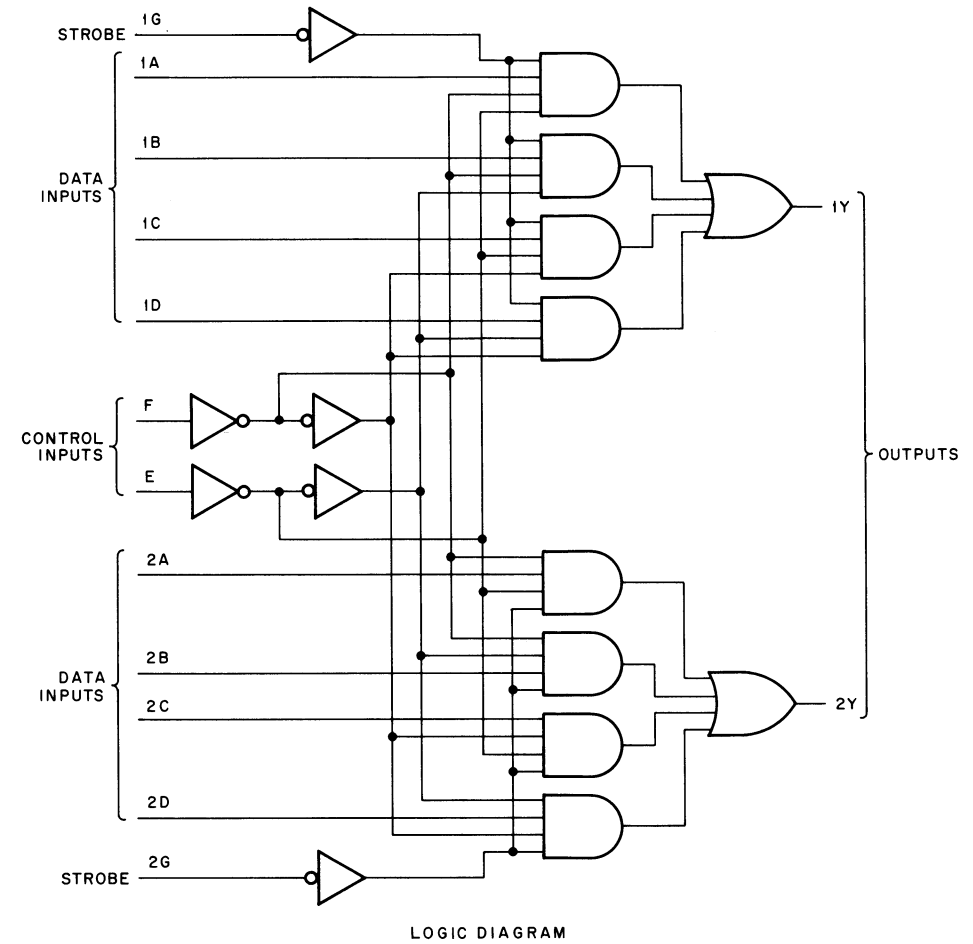 1G
STROBE
1A
1B
DATA
INPUTS
1Y
1C
1D
F
CONTROL
INPUTS
OUTPUTS
E
2A
2B
DATA
INPUTS
2C
2Y
2D
2G
STROBE
LOGIC DIAGRAM